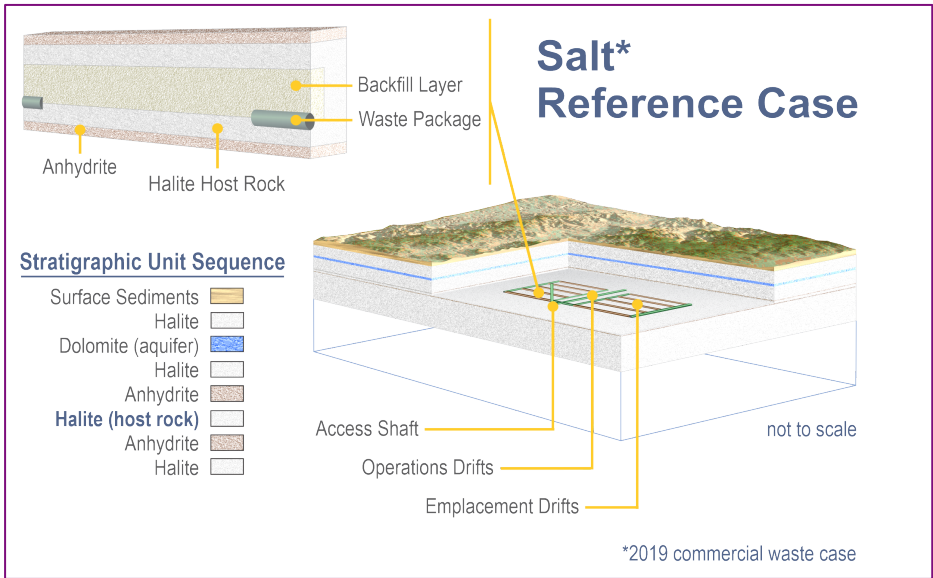 Salt*
Reference Case
Backfill Layer
Waste Package
Anhydrite
Halite Host Rock
Stratigraphic Unit Sequence
Surface Sediments
Halite
Dolomite (aquifer)
Halite
Anhydrite
Halite (host rock)
Anhydrite
Halite
Access Shaft
Operations Drifts
Emplacement Drifts
not to scale
*2019 commercial waste case